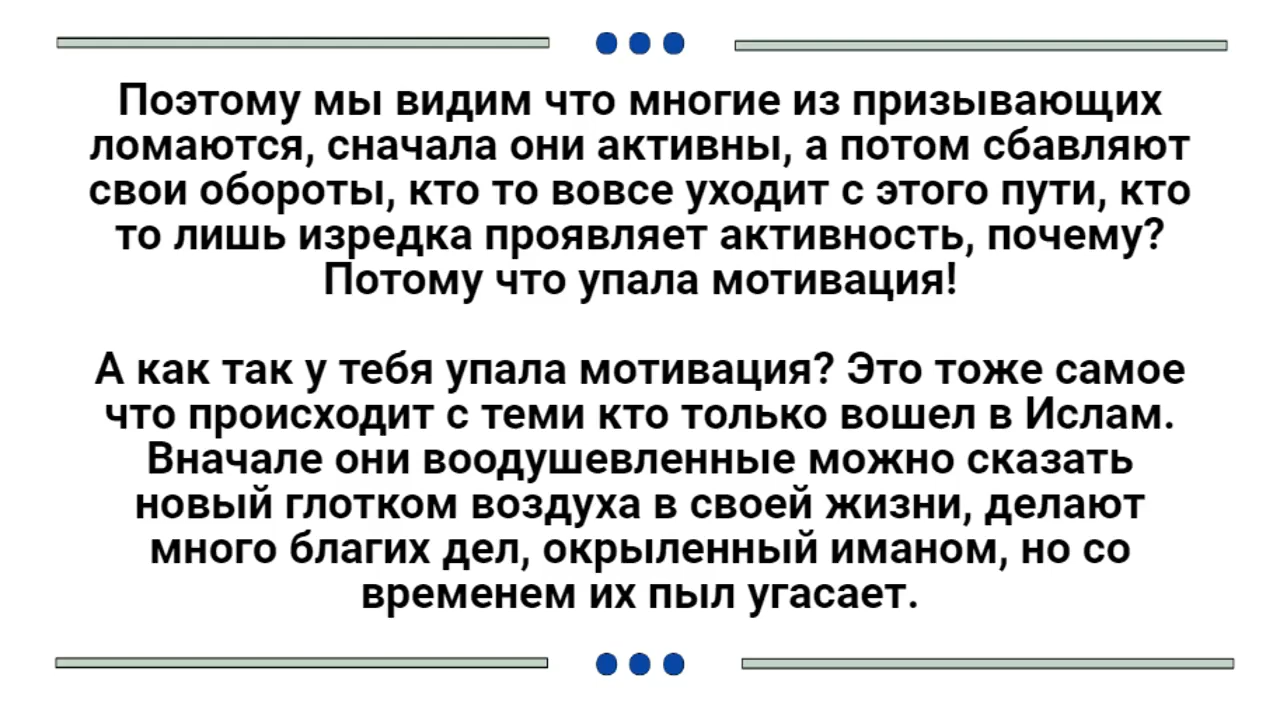 Поэтому мы видим что многие из призывающих
ломаются, сначала они активны, а потом сбавляют
свои обороты, кто то вовсе уходит с этого пути, кто
то лишь изредка проявляет активность, почему?
Потому что упала мотивация!
А как так у тебя упала мотивация? Это тоже самое
что происходит с теми кто только вошел в Ислам.
Вначале они воодушевленные можно сказать
новый глотком воздуха в своей жизни, делают
много благих дел, окрыленный иманом, но со
временем их пыл угасает.